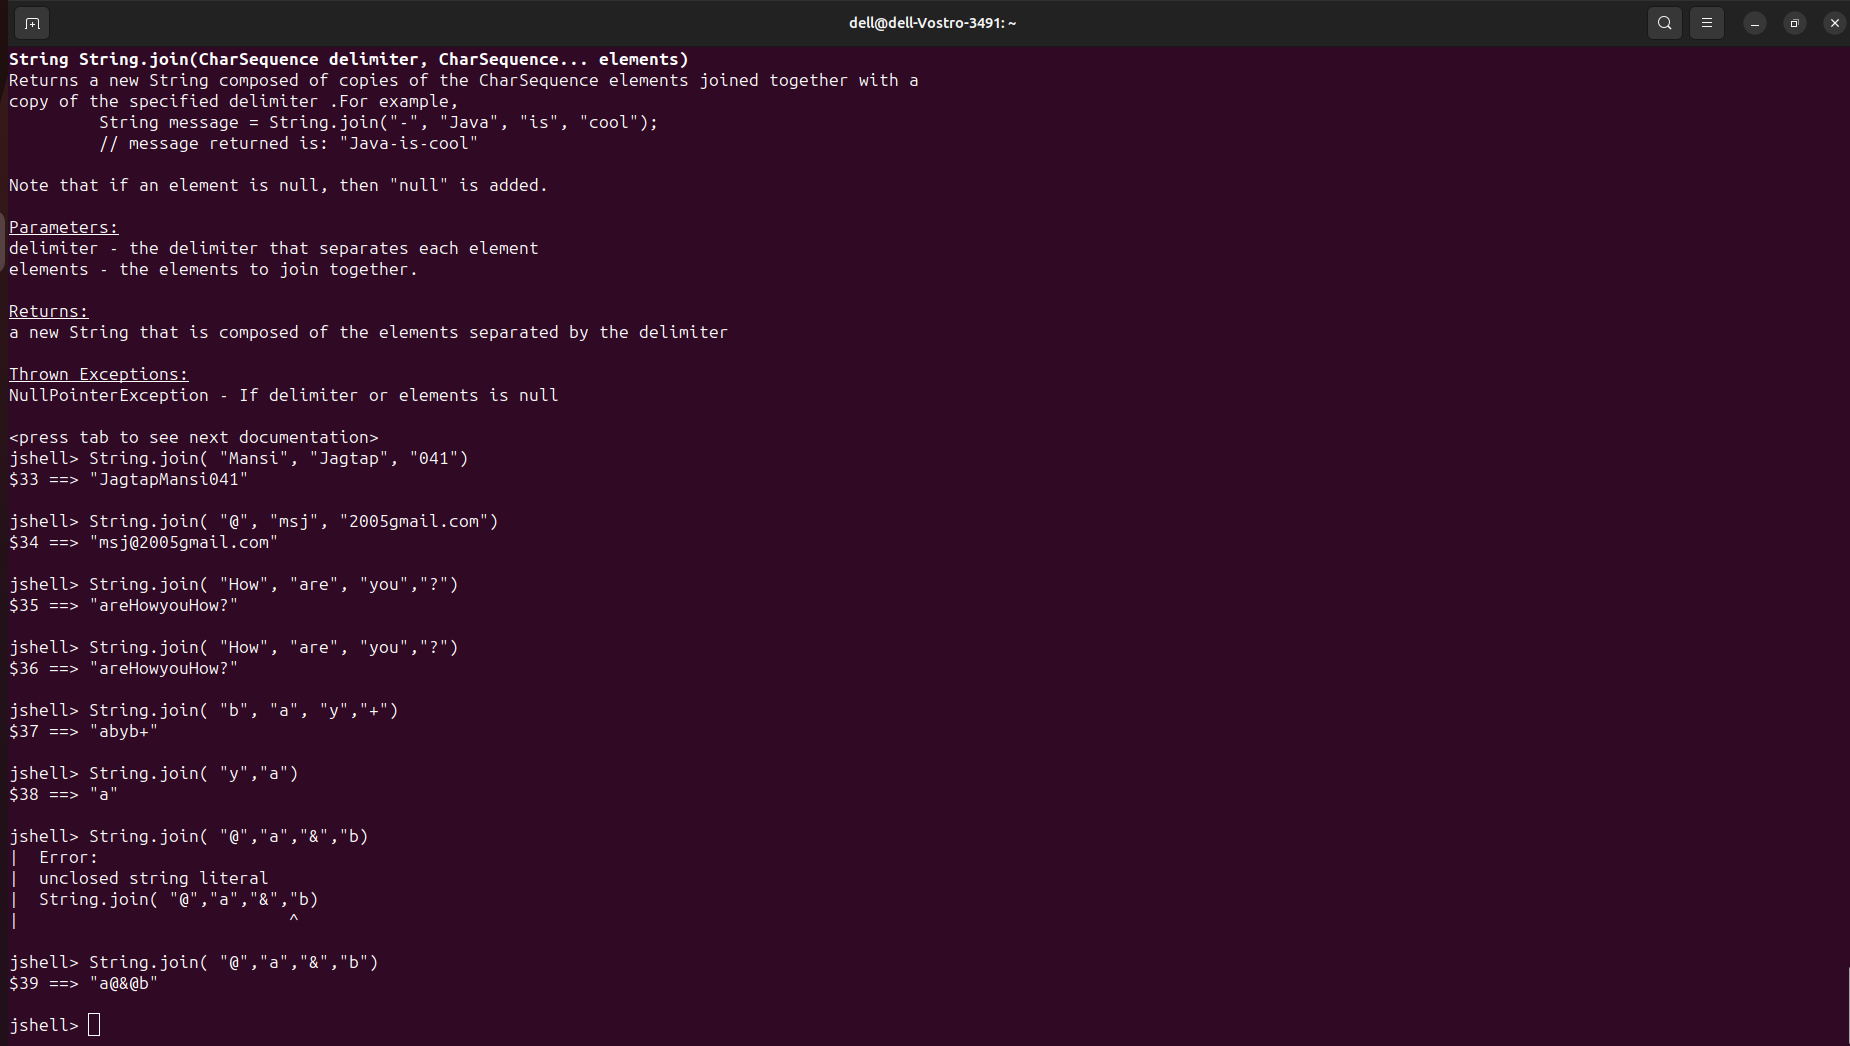 dell@dell-Vostro-3491: ~
String String.join(CharSequence delimiter, CharSequence... elements)
Returns a new String composed of copies of the CharSequence elements joined together with a
copy of the specified delimiter .For example,
         String message = String.join("-", "Java", "is", "cool");
         // message returned is: "Java-is-cool"
Note that if an element is null, then "null" is added.
Parameters:
delimiter - the delimiter that separates each element
elements - the elements to join together.
Returns:
a new String that is composed of the elements separated by the delimiter
Thrown Exceptions:
NullPointerException - If delimiter or elements is null
<press tab to see next documentation>
jshell> String.join( "Mansi", "Jagtap", "041")
$33 ==> "JagtapMansi041"
jshell> String.join( "@", "msj", "2005gmail.com")
$34 ==> "msj@2005gmail.com"
jshell> String.join( "How", "are", "you","?")
$35 ==> "areHowyouHow?"
jshell> String.join( "How", "are", "you","?")
$36 ==> "areHowyouHow?"
jshell> String.join( "b", "a", "y","+")
$37 ==> "abyb+"
jshell> String.join( "y","a")
$38 ==> "a"
jshell> String.join( "@","a","&","b)
|  Error:
|  unclosed string literal
|  String.join( "@","a","&","b)
|                           ^
jshell> String.join( "@","a","&","b")
$39 ==> "a@&@b"
jshell>